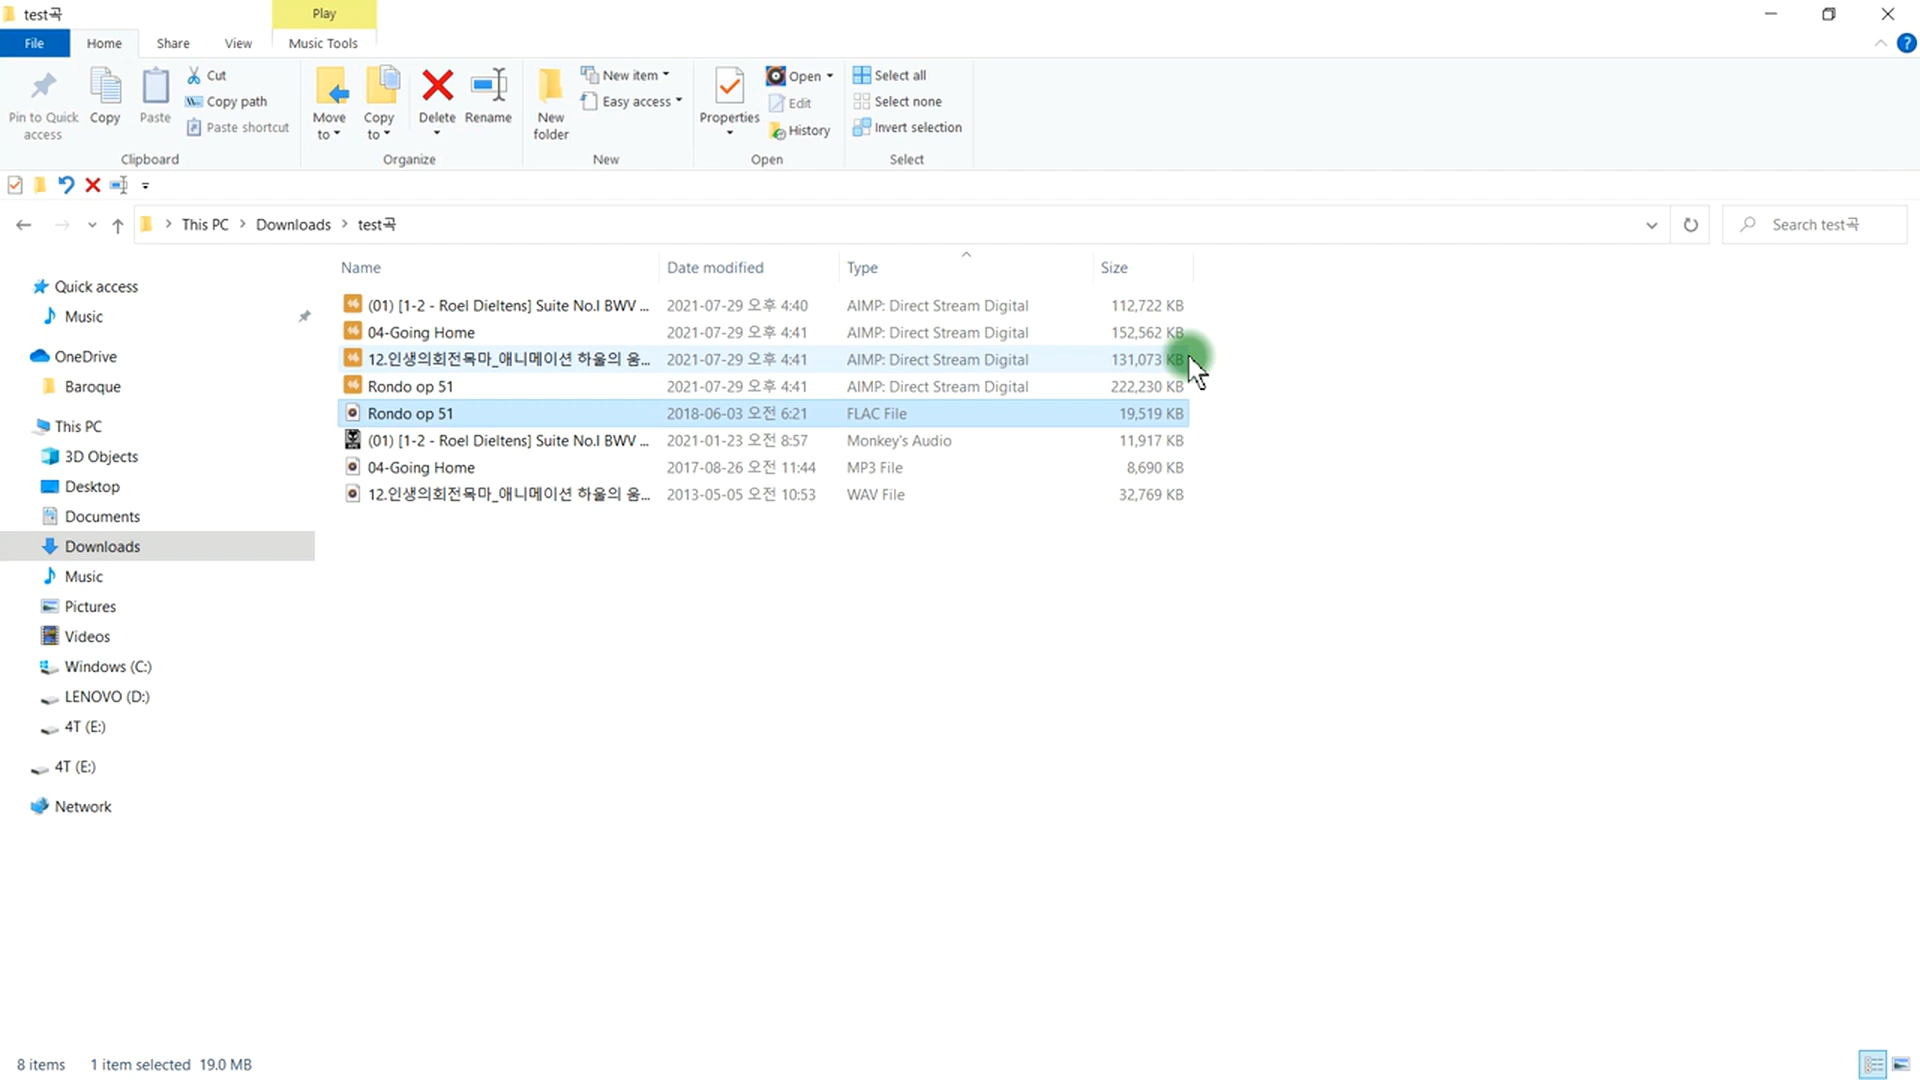 test곡
Play
File Home Share View Music Tools
Pin to Quick access
Copy
Paste
Cut
Copy path
Paste shortcut
Clipboard
Move to
Copy to
Delete
Rename
Organize
New folder
New item
Easy access
New
Properties
Open
Edit
History
Open
Select all
Select none
Invert selection
Select
This PC > Downloads > test곡
Search test곡
Name Date modified Type Size
(01) [1-2 - Roel Dieltens] Suite No.I BWV ... 2021-07-29 오후 4:40 AIMP: Direct Stream Digital 112,722 KB
04-Going Home 2021-07-29 오후 4:41 AIMP: Direct Stream Digital 152,562 KB
12.인생의회전목마_애니메이션 하울의 움... 2021-07-29 오후 4:41 AIMP: Direct Stream Digital 131,073 KB
Rondo op 51 2021-07-29 오후 4:41 AIMP: Direct Stream Digital 222,230 KB
Rondo op 51 2018-06-03 오전 6:21 FLAC File 19,519 KB
(01) [1-2 - Roel Dieltens] Suite No.I BWV ... 2021-01-23 오전 8:57 Monkey's Audio 11,917 KB
04-Going Home 2017-08-26 오전 11:44 MP3 File 8,690 KB
12.인생의회전목마_애니메이션 하울의 움... 2013-05-05 오전 10:53 WAV File 32,769 KB
Quick access
Music
OneDrive
Baroque
This PC
3D Objects
Desktop
Documents
Downloads
Music
Pictures
Videos
Windows (C:)
LENOVO (D:)
4T (E:)
4T (E:)
Network
8 items 1 item selected 19.0 MB